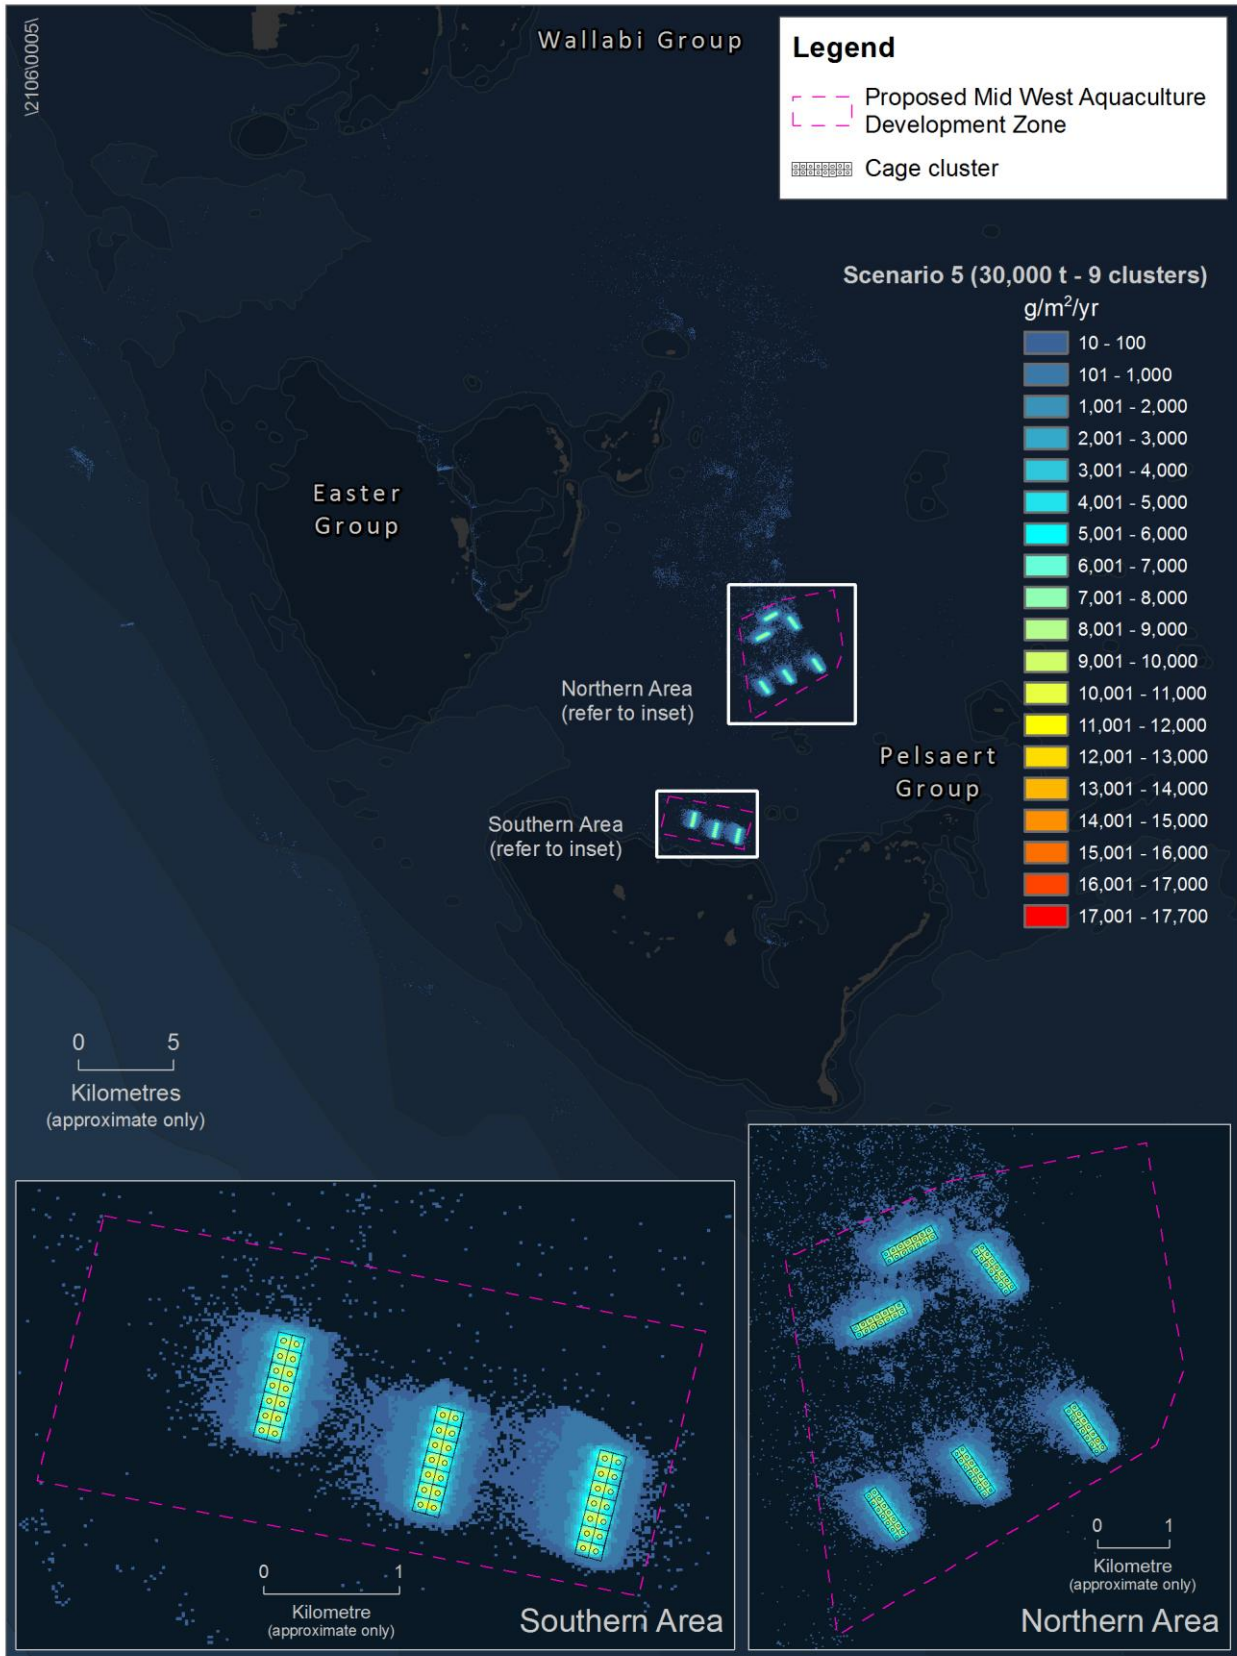 \2106\0005\
Wallabi Group
Legend
Proposed Mid West Aquaculture
Development Zone
Cage cluster
Scenario 5 (30,000 t - 9 clusters)
g/m²/yr
10 - 100
101 - 1,000
1,001 - 2,000
2,001 - 3,000
3,001 - 4,000
4,001 - 5,000
5,001 - 6,000
6,001 - 7,000
7,001 - 8,000
8,001 - 9,000
9,001 - 10,000
10,001 - 11,000
11,001 - 12,000
12,001 - 13,000
13,001 - 14,000
14,001 - 15,000
15,001 - 16,000
16,001 - 17,000
17,001 - 17,700
Easter
Group
Northern Area
(refer to inset)
Pelsaert
Group
Southern Area
(refer to inset)
0 5
Kilometres
(approximate only)
0 1
Kilometre
(approximate only)
Southern Area
0 1
Kilometre
(approximate only)
Northern Area